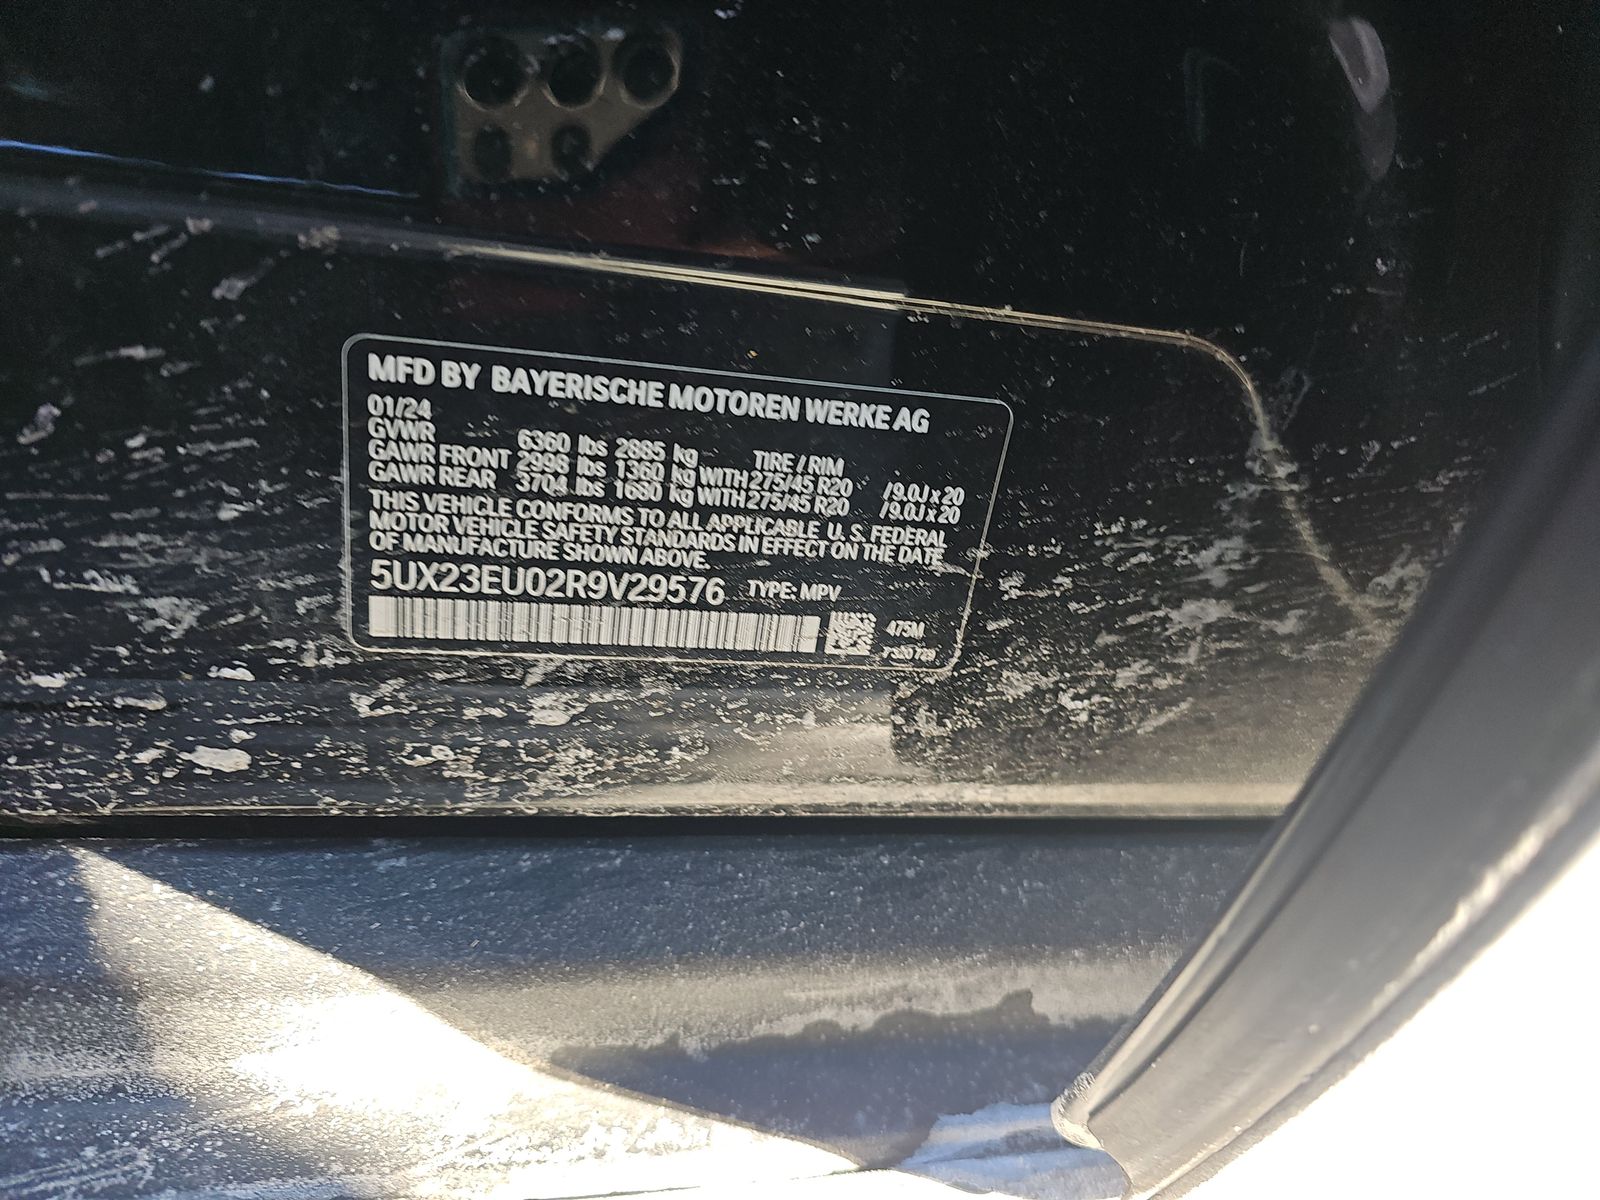 MFD BY BAYERISCHE MOTOREN WERKE AG
01/24
GVWR 6360 lbs 2885 kg TIRE / RIM
GAWR FRONT 2998 lbs 1360 kg WITH 275/45 R20 / 9.0J x 20
GAWR REAR 3704 lbs 1680 kg WITH 275/45 R20 / 9.0J x 20
THIS VEHICLE CONFORMS TO ALL APPLICABLE U. S. FEDERAL
MOTOR VEHICLE SAFETY STANDARDS IN EFFECT ON THE DATE
OF MANUFACTURE SHOWN ABOVE.
5UX23EU02R9V29576 TYPE: MPV
475M